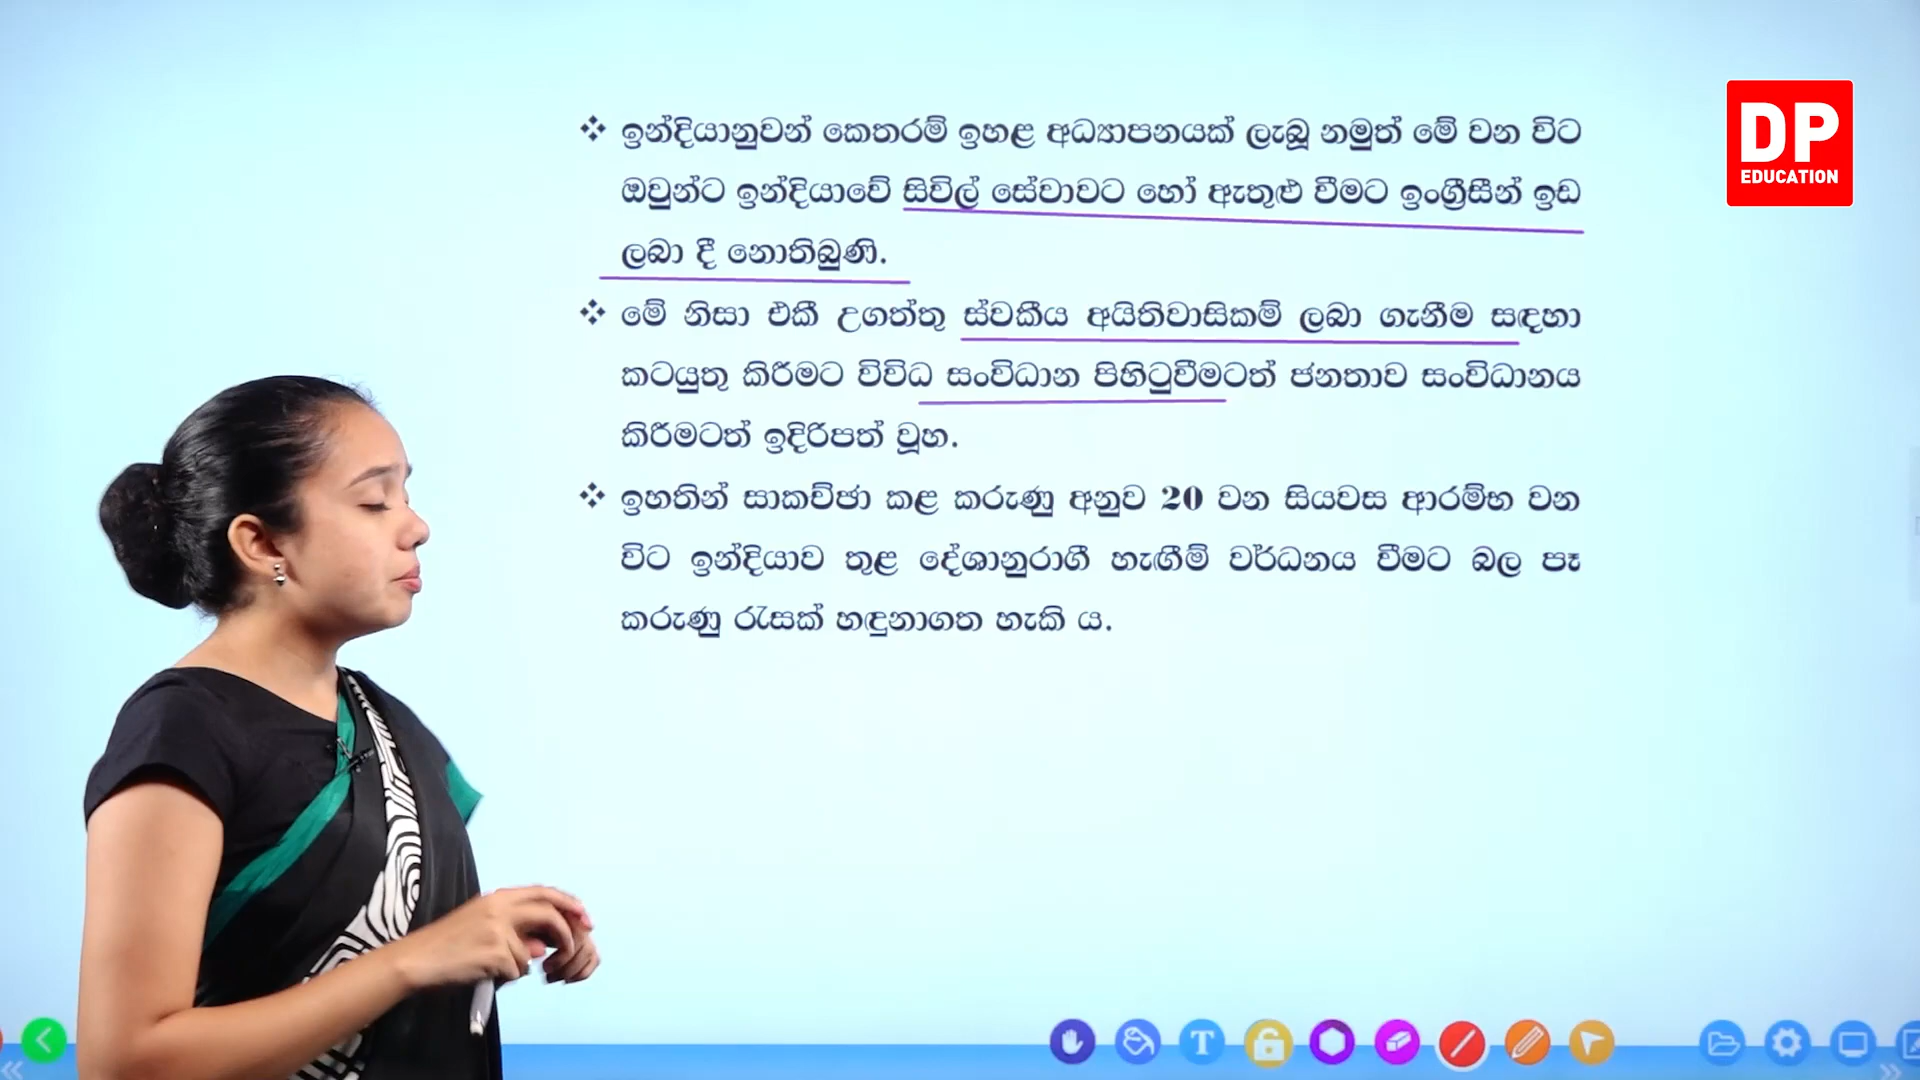 DP
EDUCATION
❖ ඉන්දියානුවන් කෙතරම් ඉහළ අධ්‍යාපනයක් ලැබූ නමුත් මේ වන විට
ඔවුන්ට ඉන්දියාවේ සිවිල් සේවාවට හෝ ඇතුළු වීමට ඉංග්‍රීසීන් ඉඩ
ලබා දී නොතිබුණි.
❖ මේ නිසා එකී උගත්තු ස්වකීය අයිතිවාසිකම් ලබා ගැනීම සඳහා
කටයුතු කිරීමට විවිධ සංවිධාන පිහිටුවීමටත් ජනතාව සංවිධානය
කිරීමටත් ඉදිරිපත් වූහ.
❖ ඉහතින් සාකච්ඡා කළ කරුණු අනුව 20 වන සියවස ආරම්භ වන
විට ඉන්දියාව තුළ දේශානුරාගී හැඟීම් වර්ධනය වීමට බල පෑ
කරුණු රැසක් හඳුනාගත හැකි ය.
T